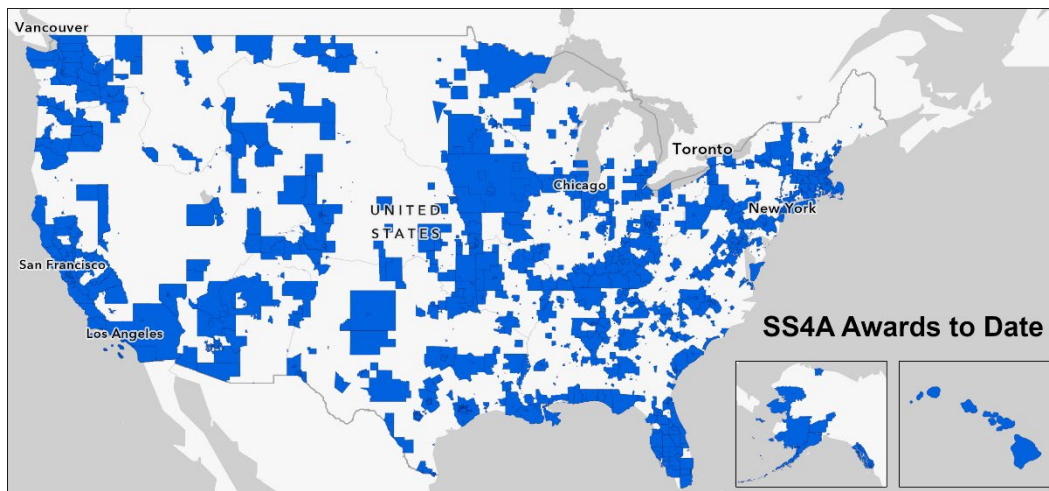 Vancouver
Toronto
Chicago
New York
UNITED
STATES
San Francisco
Los Angeles
SS4A Awards to Date